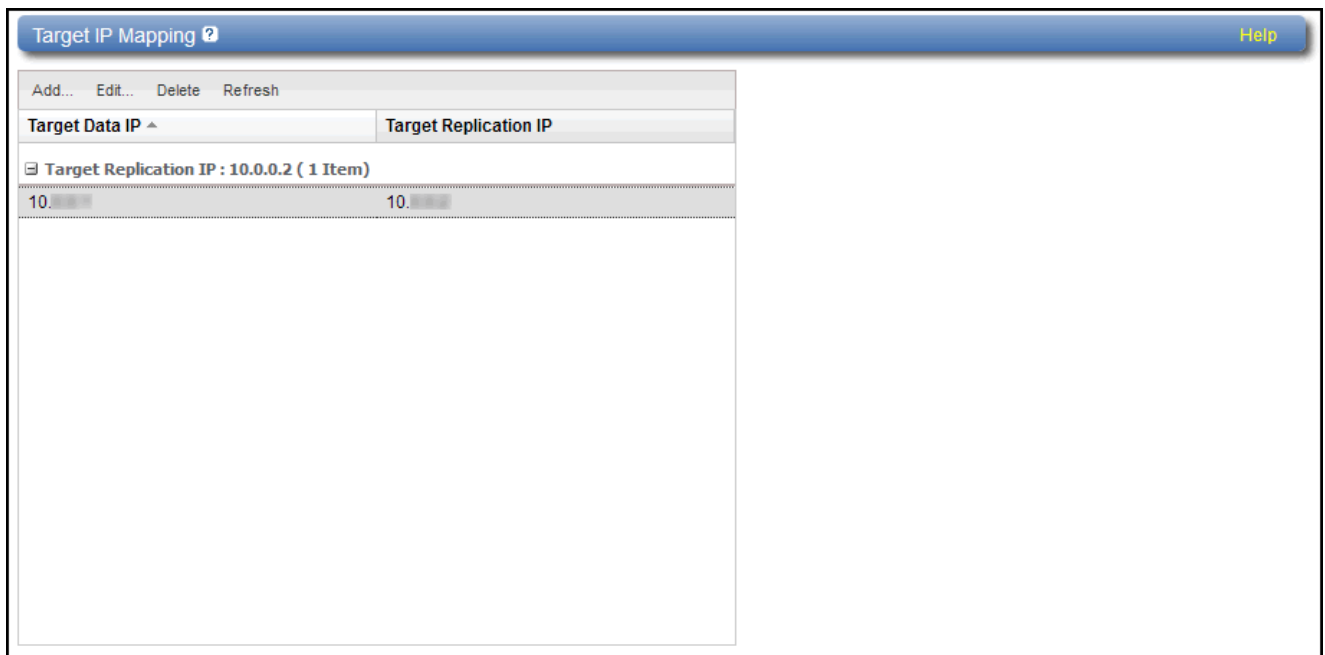 Target IP Mapping ?
Help
Add... Edit... Delete Refresh
Target Data IP Target Replication IP
Target Replication IP : 10.0.0.2 ( 1 Item)
10. 10.